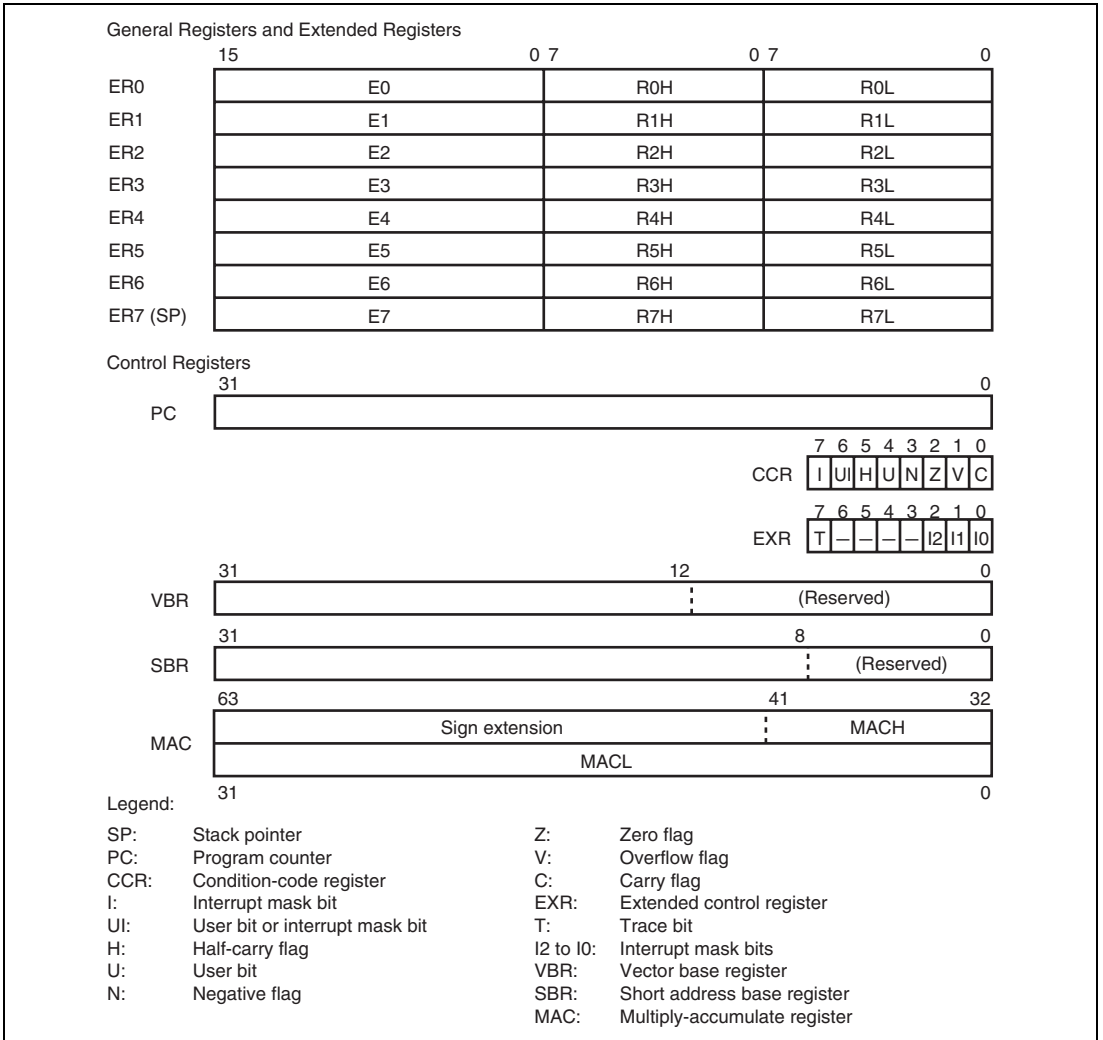 General Registers and Extended Registers
15 0 7 0 7 0
ER0 E0 R0H R0L
ER1 E1 R1H R1L
ER2 E2 R2H R2L
ER3 E3 R3H R3L
ER4 E4 R4H R4L
ER5 E5 R5H R5L
ER6 E6 R6H R6L
ER7 (SP) E7 R7H R7L
Control Registers
31 0
PC
7 6 5 4 3 2 1 0
CCR I UI H U N Z V C
7 6 5 4 3 2 1 0
EXR T — — — — I2 I1 I0
31 12 0
VBR (Reserved)
31 8 0
SBR (Reserved)
63 41 32
Sign extension MACH
MAC
MACL
31 0
Legend:
SP: Stack pointer
PC: Program counter
CCR: Condition-code register
I: Interrupt mask bit
UI: User bit or interrupt mask bit
H: Half-carry flag
U: User bit
N: Negative flag
Z: Zero flag
V: Overflow flag
C: Carry flag
EXR: Extended control register
T: Trace bit
I2 to I0: Interrupt mask bits
VBR: Vector base register
SBR: Short address base register
MAC: Multiply-accumulate register